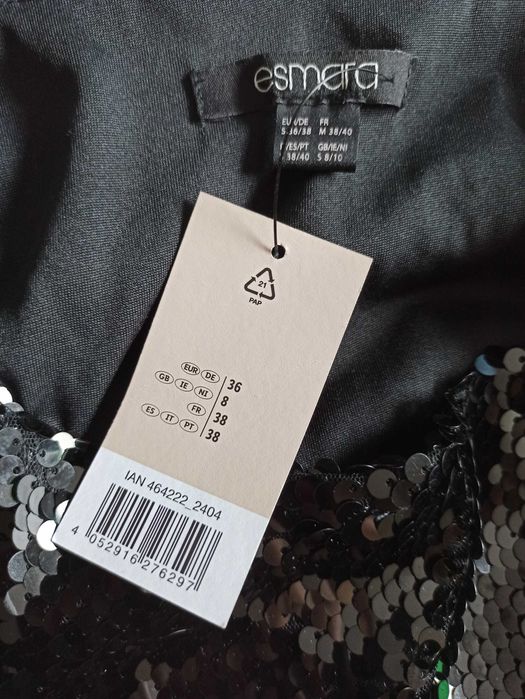 esmara
EUR/DE FR
S 36/38 M 38/40
IT/ES/PT GB/IE/NI
38/40 S 8/10
21
PAP
EUR DE 36
GB IE NI 8
FR 38
ES IT PT 38
IAN 464222_2404
4 052916 276297